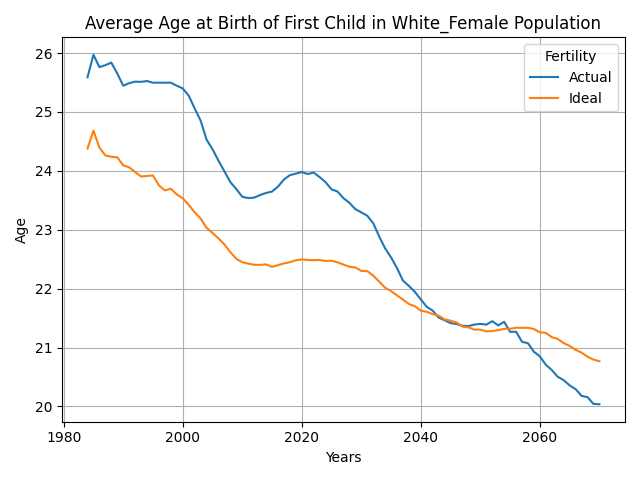 Average Age at Birth of First Child in White_Female Population
Fertility
Actual
Ideal
Age
26
25
24
23
22
21
20
1980
2000
2020
2040
2060
Years